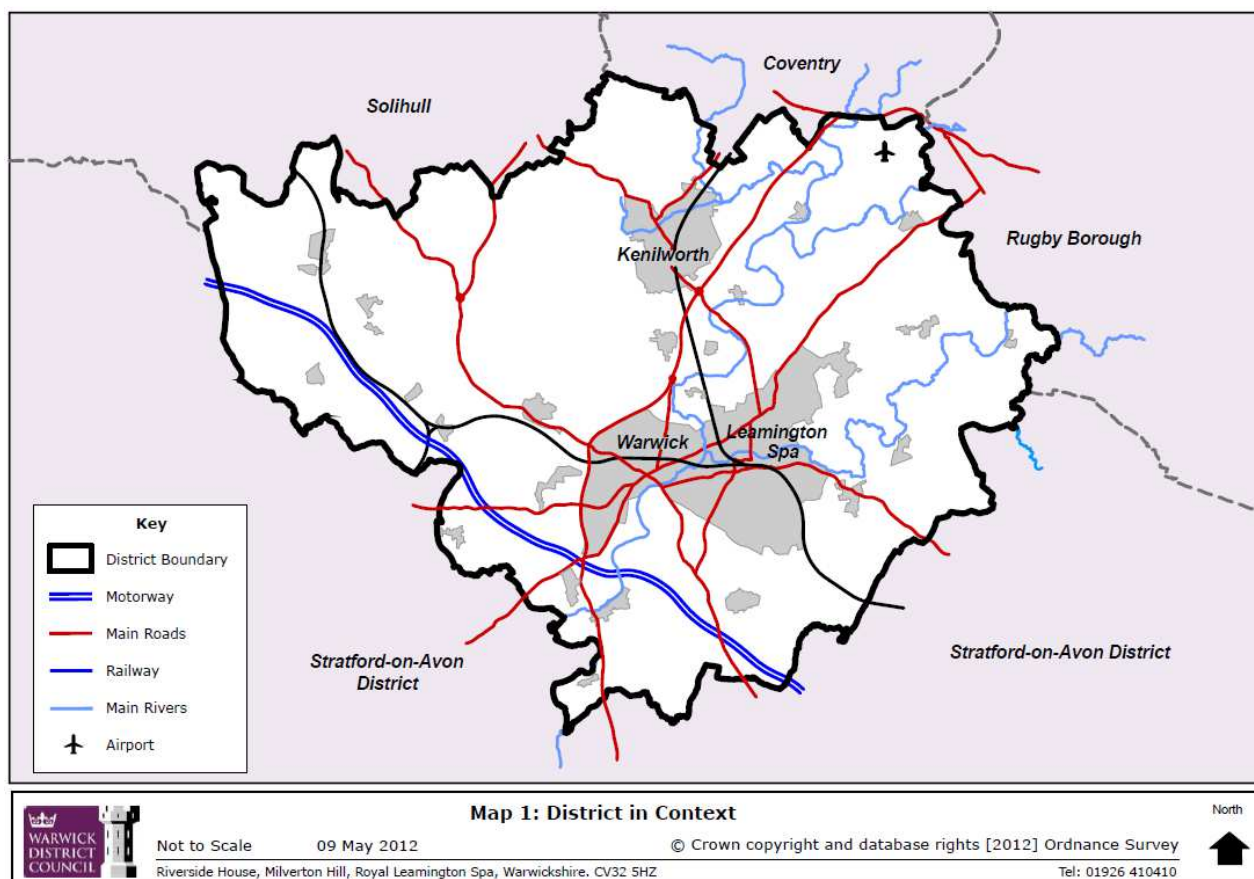 Coventry
Solihull
Rugby Borough
Kenilworth
Warwick
Leamington
Spa
Stratford-on-Avon
District
Stratford-on-Avon District
Key
District Boundary
Motorway
Main Roads
Railway
Main Rivers
Airport
WARWICK
DISTRICT
COUNCIL
Map 1: District in Context
North
Not to Scale 09 May 2012 © Crown copyright and database rights [2012] Ordnance Survey
Riverside House, Milverton Hill, Royal Leamington Spa, Warwickshire. CV32 5HZ Tel: 01926 410410